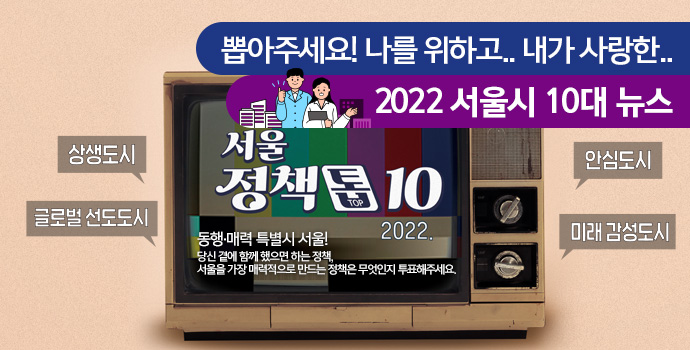 뽑아주세요! 나를 위하고.. 내가 사랑한..
2022 서울시 10대 뉴스
상생도시
글로벌 선도도시
안심도시
미래 감성도시
서울
정책 톱 10
TOP
2022.
동행·매력 특별시 서울!
당신 곁에 함께 했으면 하는 정책,
서울을 가장 매력적으로 만드는 정책은 무엇인지 투표해주세요.